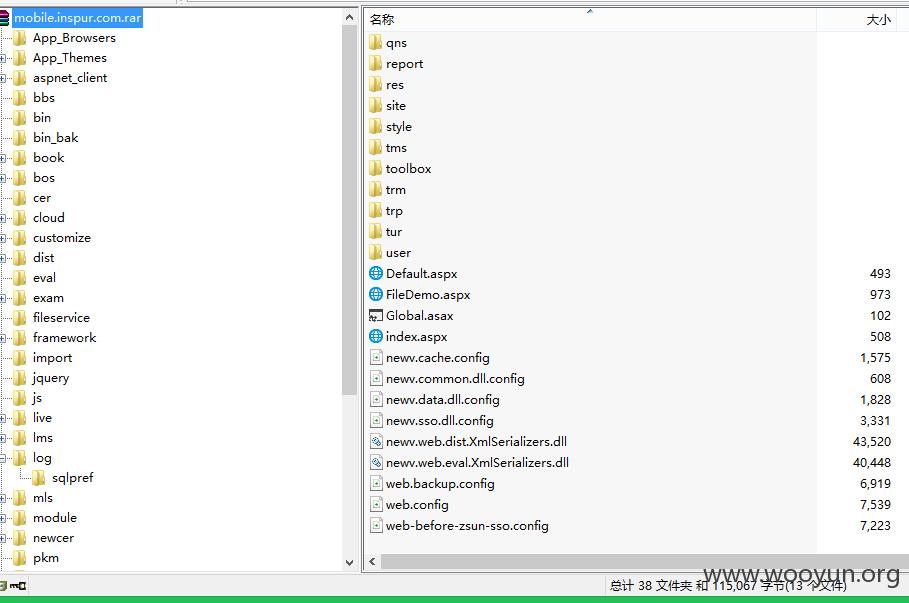 mobile.inspur.com.rar
App_Browsers
App_Themes
aspnet_client
bbs
bin
bin_bak
book
bos
cer
cloud
customize
dist
eval
exam
fileservice
framework
import
jquery
js
live
lms
log
sqlpref
mls
module
newcer
pkm
名称 大小
qns
report
res
site
style
tms
toolbox
trm
trp
tur
user
Default.aspx 493
FileDemo.aspx 973
Global.asax 102
index.aspx 508
newv.cache.config 1,575
newv.common.dll.config 608
newv.data.dll.config 1,828
newv.sso.dll.config 3,331
newv.web.dist.XmlSerializers.dll 43,520
newv.web.eval.XmlSerializers.dll 40,448
web.backup.config 6,919
web.config 7,539
web-before-zsun-sso.config 7,223
总计 38 文件夹 和 115,067 字节(13 个文件)
www.wooyun.org